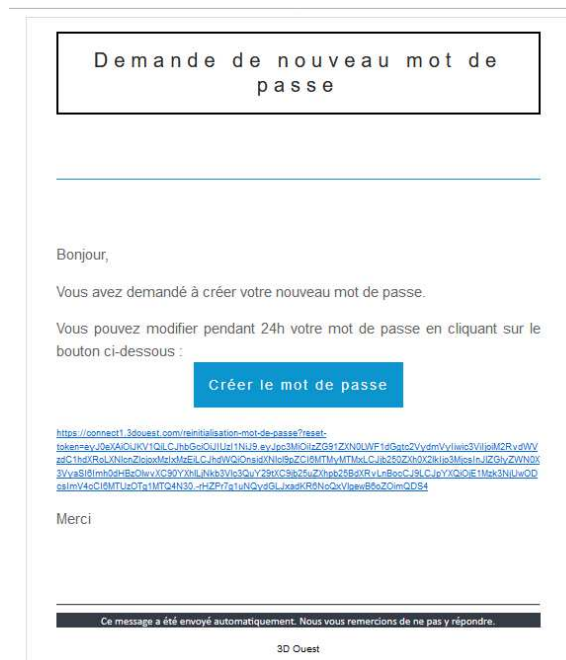 Demande de nouveau mot de
passe
Bonjour,
Vous avez demandé à créer votre nouveau mot de passe.
Vous pouvez modifier pendant 24h votre mot de passe en cliquant sur le
bouton ci-dessous :
Créer le mot de passe
https://connect1.3douest.com/reinitialisation-mot-de-passe?reset-
Merci
Ce message a été envoyé automatiquement. Nous vous remercions de ne pas y répondre.
3D Ouest